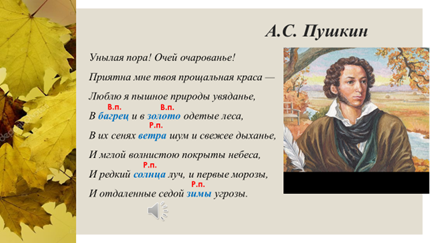 А.С. Пушкин
Унылая пора! Очей очарованье!
Приятна мне твоя прощальная краса —
Люблю я пышное природы увяданье,
В.п. В.п.
В багрец и в золото одетые леса,
Р.п.
В их сенях ветра шум и свежее дыханье,
И мглой волнистою покрыты небеса,
Р.п.
И редкий солнца луч, и первые морозы,
Р.п.
И отдаленные седой зимы угрозы.